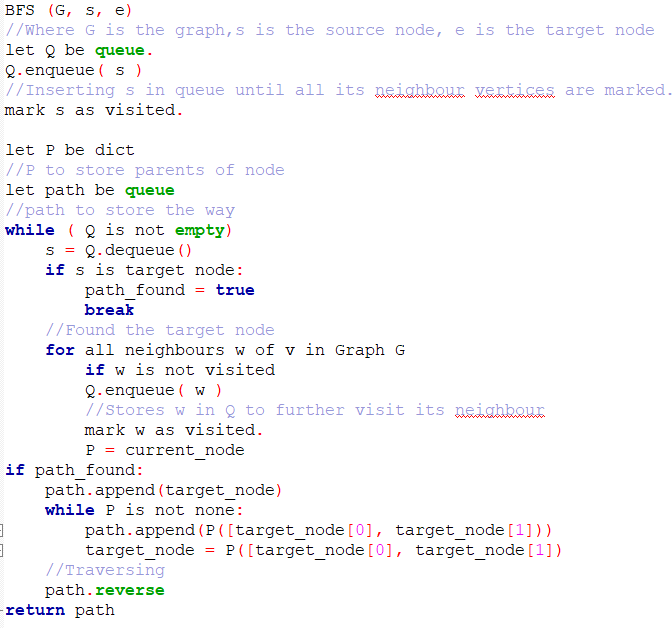 BFS (G, s, e)
//Where G is the graph,s is the source node, e is the target node
let Q be queue.
Q.enqueue( s )
//Inserting s in queue until all its neighbour vertices are marked.
mark s as visited.
let P be dict
//P to store parents of node
let path be queue
//path to store the way
while ( Q is not empty)
s = Q.dequeue()
if s is target node:
path_found = true
break
//Found the target node
for all neighbours w of v in Graph G
if w is not visited
Q.enqueue( w )
//Stores w in Q to further visit its neighbour
mark w as visited.
P = current_node
if path_found:
path.append(target_node)
while P is not none:
path.append(P([target_node[0], target_node[1]))
target_node = P([target_node[0], target_node[1])
//Traversing
path.reverse
return path